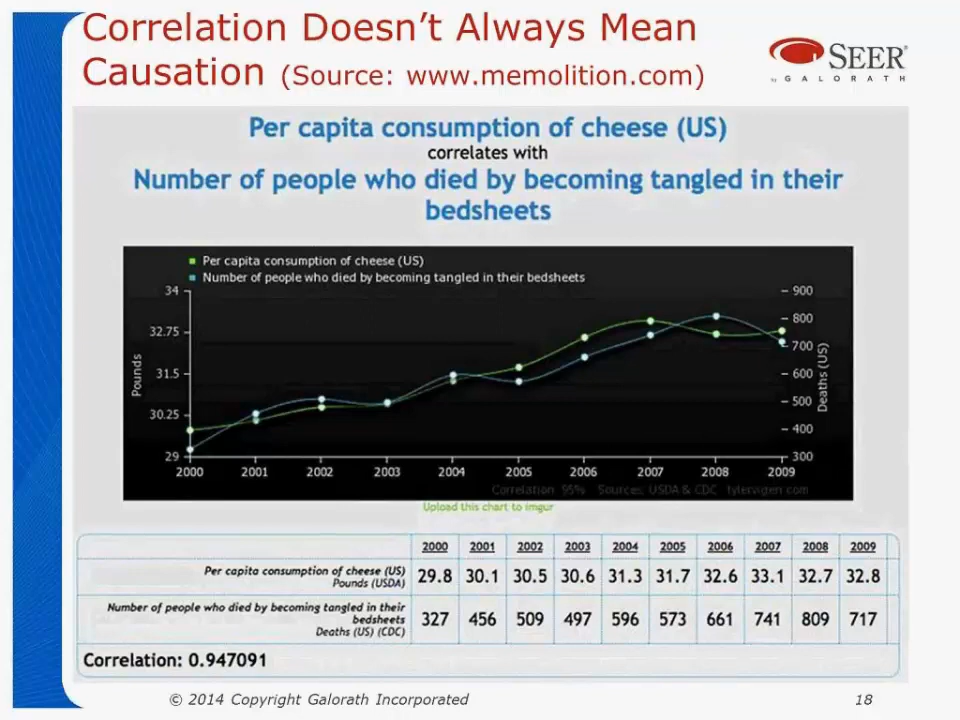 Correlation Doesn't Always Mean
Causation (Source: www.memolition.com)
SEER
by GALORATH
Per capita consumption of cheese (US)
correlates with
Number of people who died by becoming tangled in their
bedsheets
Per capita consumption of cheese (US)
Number of people who died by becoming tangled in their bedsheets
34
32.75
31.5
30.25
29
Pounds
900
800
700
600
500
400
300
Deaths (US)
2000 2001 2002 2003 2004 2005 2006 2007 2008 2009
Correlation: 95% Sources: USDA & CDC tylervigen.com
Upload this chart to imgur
2000 2001 2002 2003 2004 2005 2006 2007 2008 2009
Per capita consumption of cheese (US)
Pounds (USDA)
29.8 30.1 30.5 30.6 31.3 31.7 32.6 33.1 32.7 32.8
Number of people who died by becoming tangled in their
bedsheets
Deaths (US) (CDC)
327 456 509 497 596 573 661 741 809 717
Correlation: 0.947091
© 2014 Copyright Galorath Incorporated
18